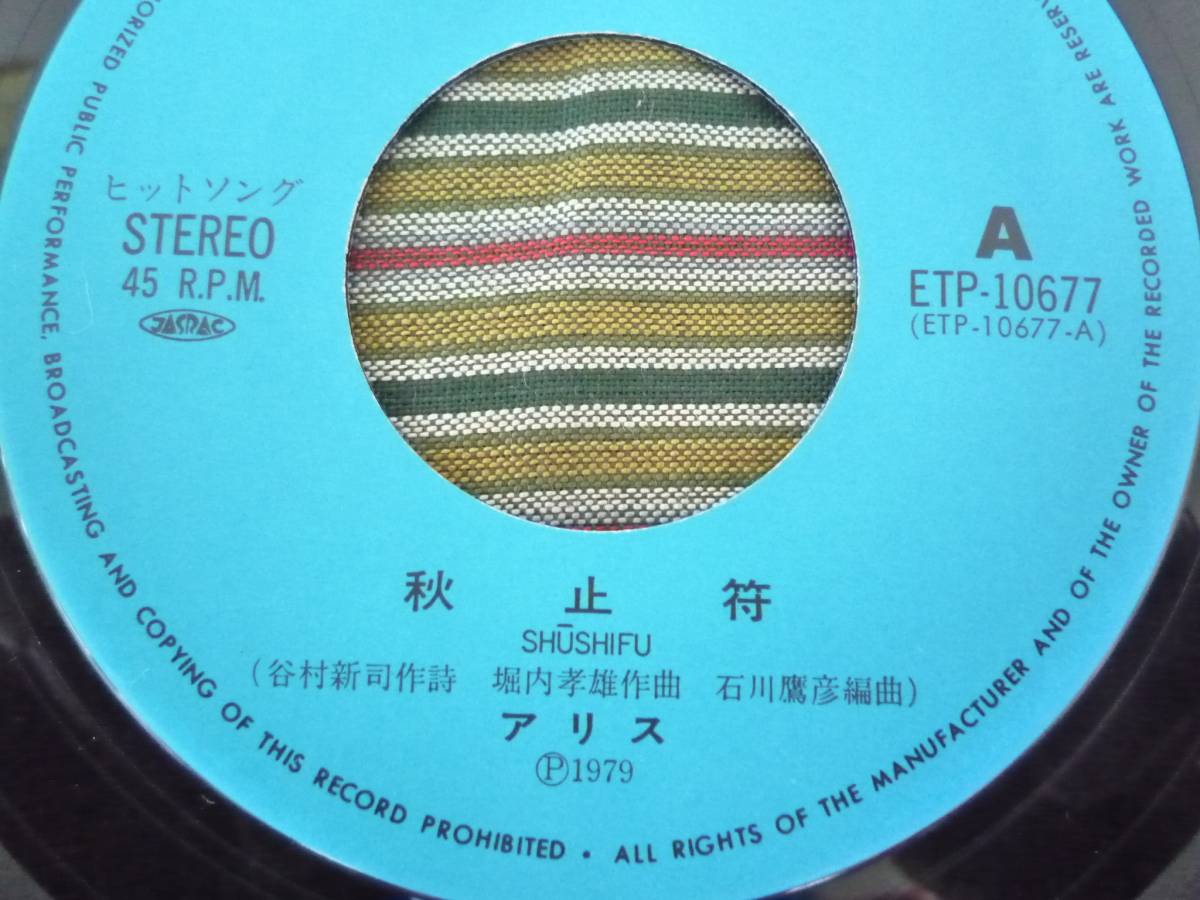 ヒットソング
STEREO
45 R.P.M.
JASRAC
A
ETP-10677
(ETP-10677-A)
秋止符
SHŪSHIFU
(谷村新司作詩 堀内孝雄作曲 石川鷹彦編曲)
アリス
Ⓟ1979
PUBLIC PERFORMANCE, BROADCASTING AND COPYING OF THIS RECORD PROHIBITED • ALL RIGHTS OF THE MANUFACTURER AND OF THE OWNER OF THE RECORDED WORK ARE